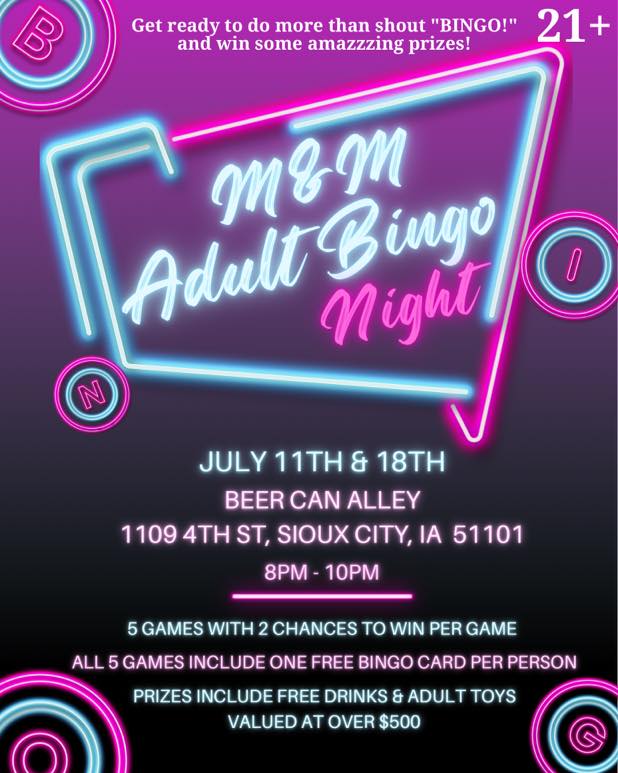 Get ready to do more than shout "BINGO!"
and win some amazzzing prizes!
21+
B
M&M
Adult Bingo
Night
I
N
JULY 11TH & 18TH
BEER CAN ALLEY
1109 4TH ST, SIOUX CITY, IA 51101
8PM - 10PM
5 GAMES WITH 2 CHANCES TO WIN PER GAME
ALL 5 GAMES INCLUDE ONE FREE BINGO CARD PER PERSON
PRIZES INCLUDE FREE DRINKS & ADULT TOYS
VALUED AT OVER $500
O
G